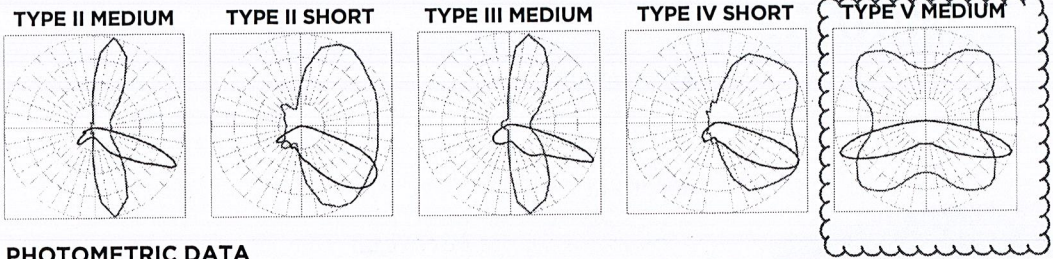 TYPE II MEDIUM
TYPE II SHORT
TYPE III MEDIUM
TYPE IV SHORT
TYPE V MEDIUM
PHOTOMETRIC DATA